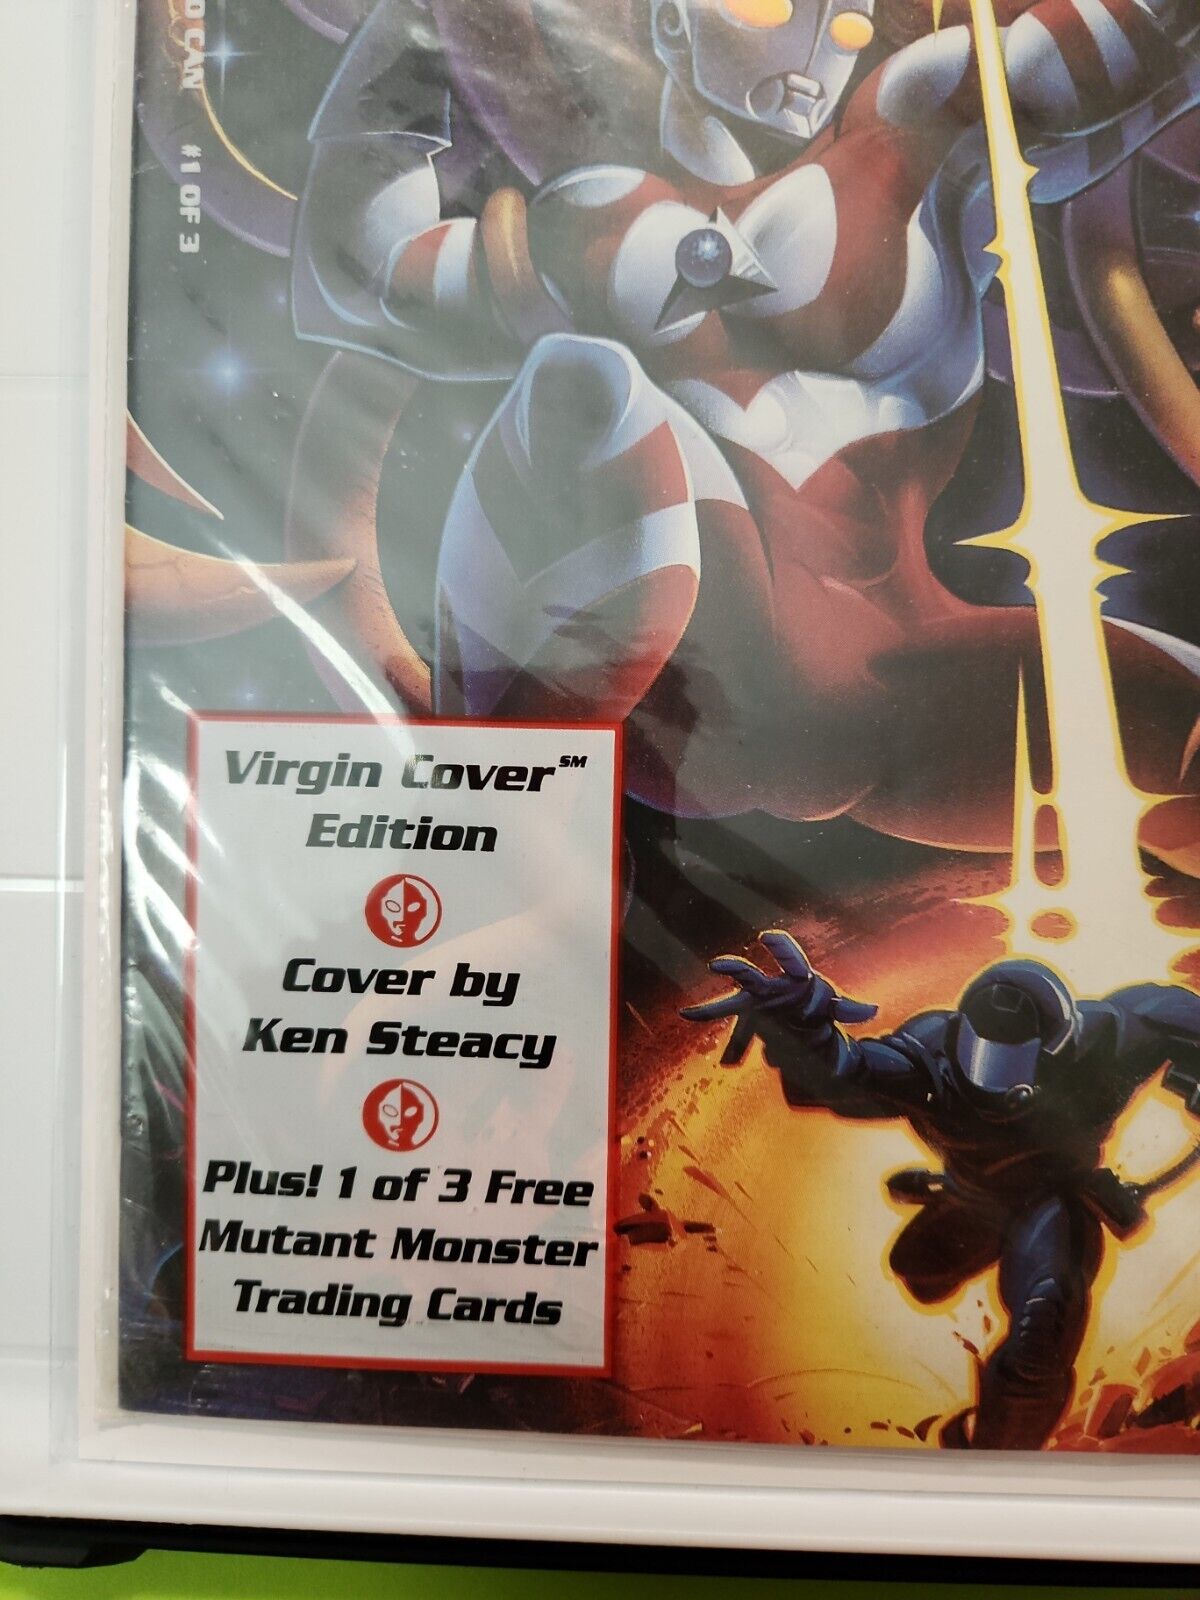 CAN #1 OF 3
Virgin Cover℠
Edition
Cover by
Ken Steacy
Plus! 1 of 3 Free
Mutant Monster
Trading Cards